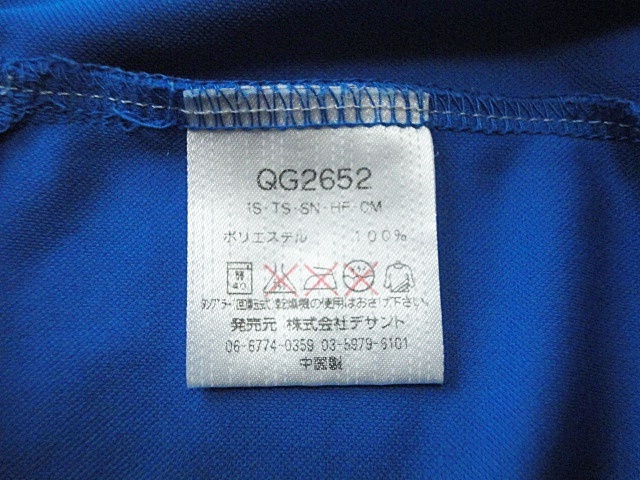 QG2652
IS・TS・SN・HF・CM
ポリエステル 100%
40
タンブラー(回転式)乾燥機の使用はおさけ下さい。
発売元 株式会社デサント
06-6774-0359 03-5979-6101
中国製